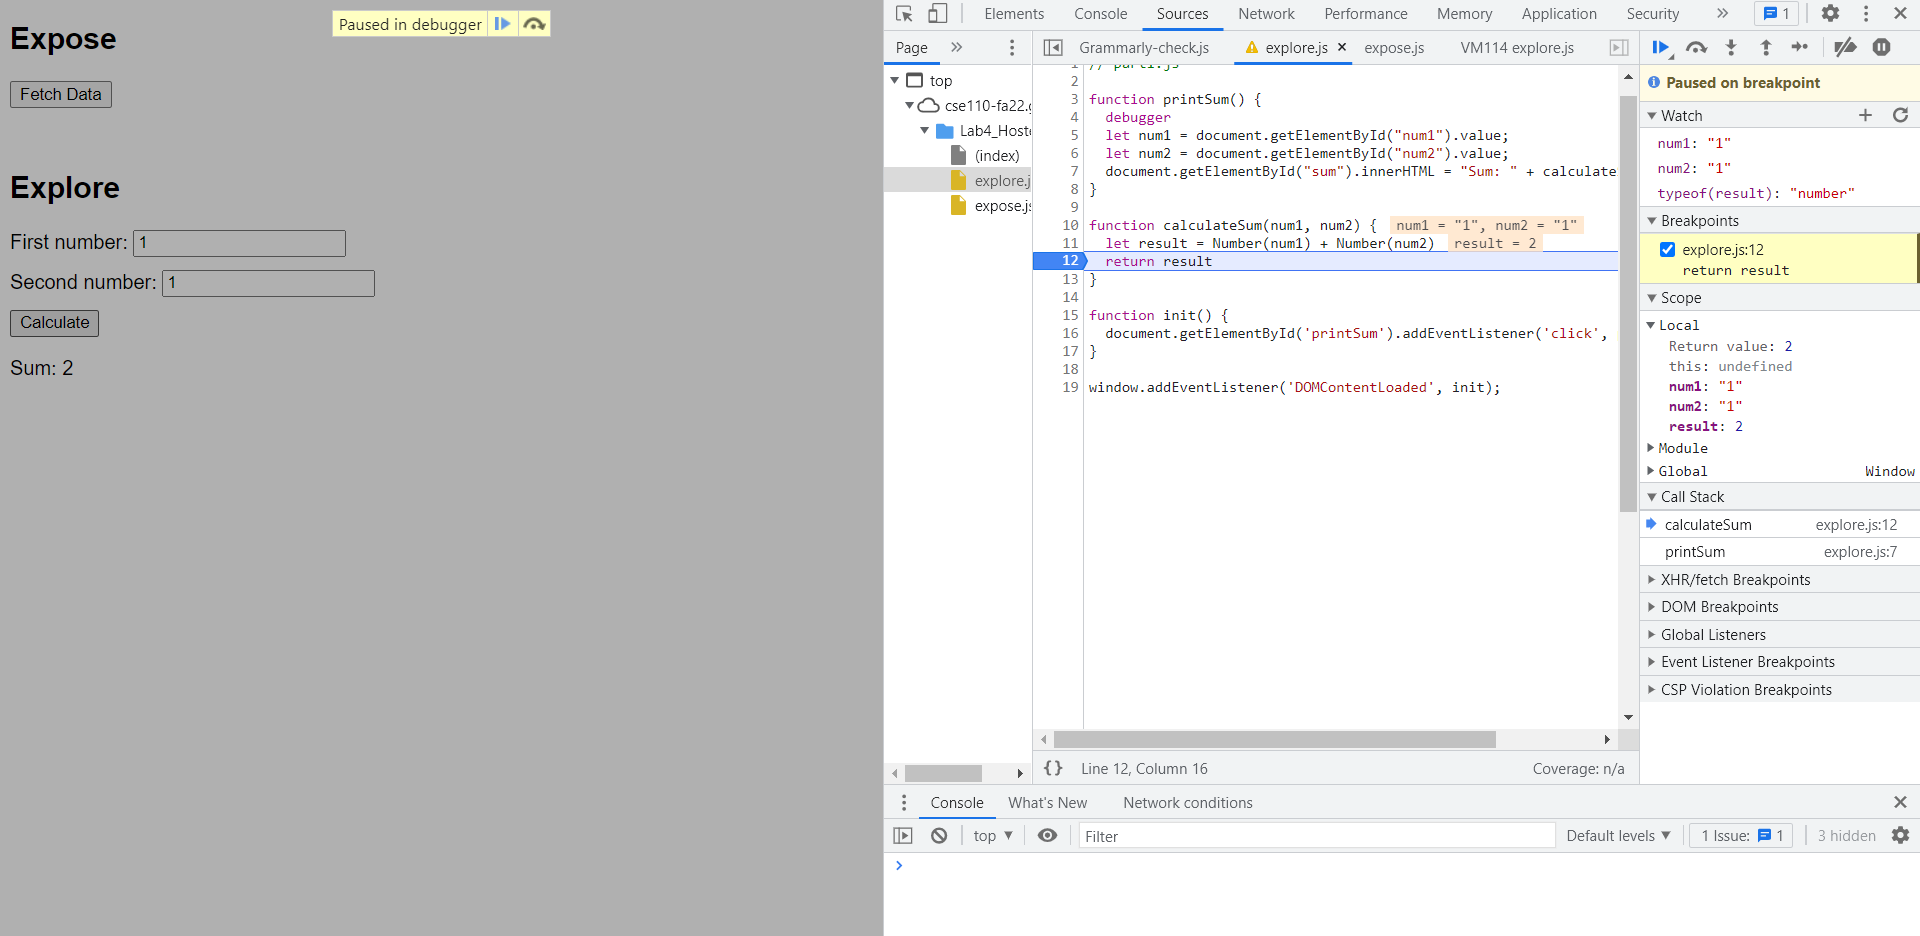 Expose
Paused in debugger
Fetch Data
Explore
First number: 1
Second number: 1
Calculate
Sum: 2
Elements Console Sources Network Performance Memory Application Security » 1
Page »
Grammarly-check.js explore.js × expose.js VM114 explore.js
top
cse110-fa22.g
Lab4_Hoste
(index)
explore.j
expose.js
1 // part1.js
2
3 function printSum() {
4 debugger
5 let num1 = document.getElementById("num1").value;
6 let num2 = document.getElementById("num2").value;
7 document.getElementById("sum").innerHTML = "Sum: " + calculate
8 }
9
10 function calculateSum(num1, num2) { num1 = "1", num2 = "1"
11 let result = Number(num1) + Number(num2) result = 2
12 return result
13 }
14
15 function init() {
16 document.getElementById('printSum').addEventListener('click',
17 }
18
19 window.addEventListener('DOMContentLoaded', init);
{} Line 12, Column 16 Coverage: n/a
Paused on breakpoint
Watch
num1: "1"
num2: "1"
typeof(result): "number"
Breakpoints
explore.js:12
return result
Scope
Local
Return value: 2
this: undefined
num1: "1"
num2: "1"
result: 2
Module
Global Window
Call Stack
calculateSum explore.js:12
printSum explore.js:7
XHR/fetch Breakpoints
DOM Breakpoints
Global Listeners
Event Listener Breakpoints
CSP Violation Breakpoints
Console What's New Network conditions
top Filter Default levels 1 Issue: 1 3 hidden